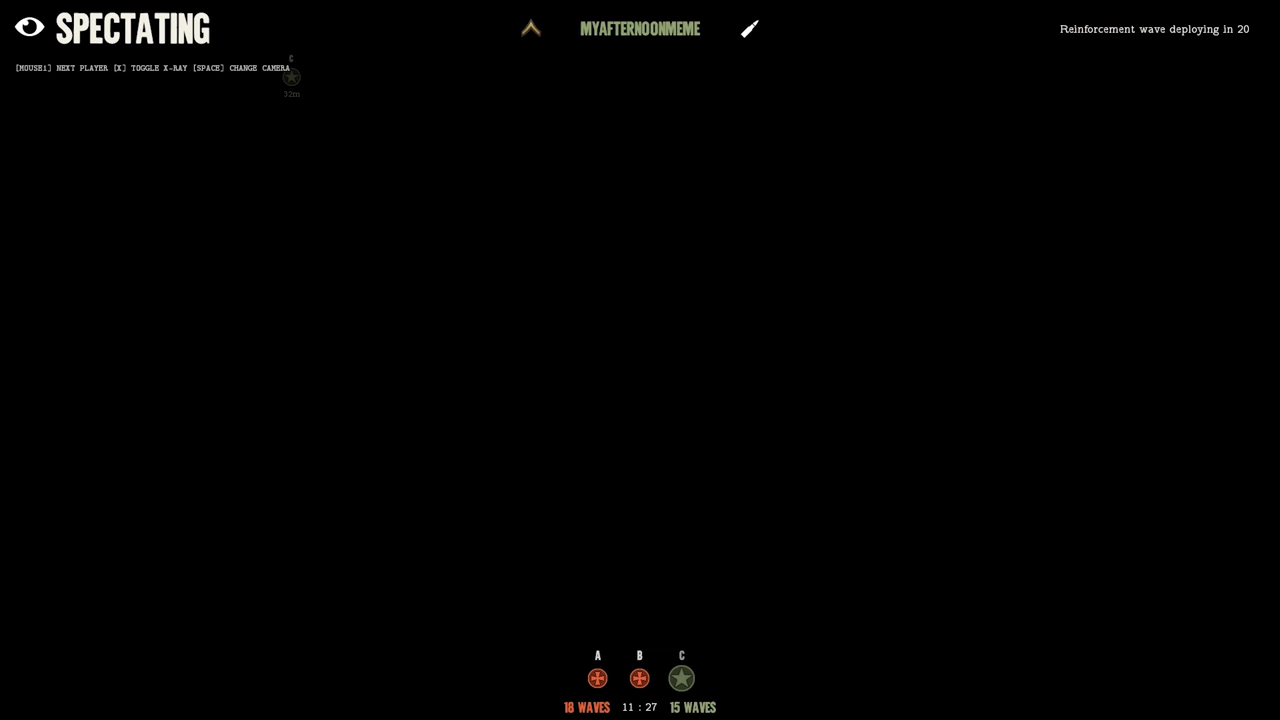 SPECTATING
MYAFTERNOONMEME
Reinforcement wave deploying in 20
[MOUSE1] NEXT PLAYER [X] TOGGLE X-RAY [SPACE] CHANGE CAMERA
C
32m
A B C
18 WAVES 11 : 27 15 WAVES